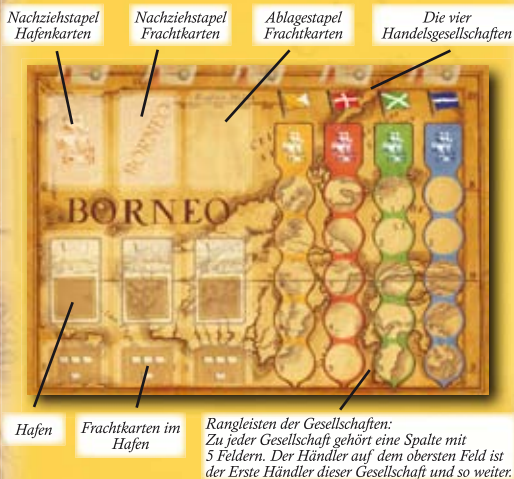 Nachziehstapel
Hafenkarten
Nachziehstapel
Frachtkarten
Ablagestapel
Frachtkarten
Die vier
Handelsgesellschaften
BORNEO
BORNEO
Hafen
Frachtkarten im
Hafen
Rangleisten der Gesellschaften:
Zu jeder Gesellschaft gehört eine Spalte mit
5 Feldern. Der Händler auf dem obersten Feld ist
der Erste Händler dieser Gesellschaft und so weiter.